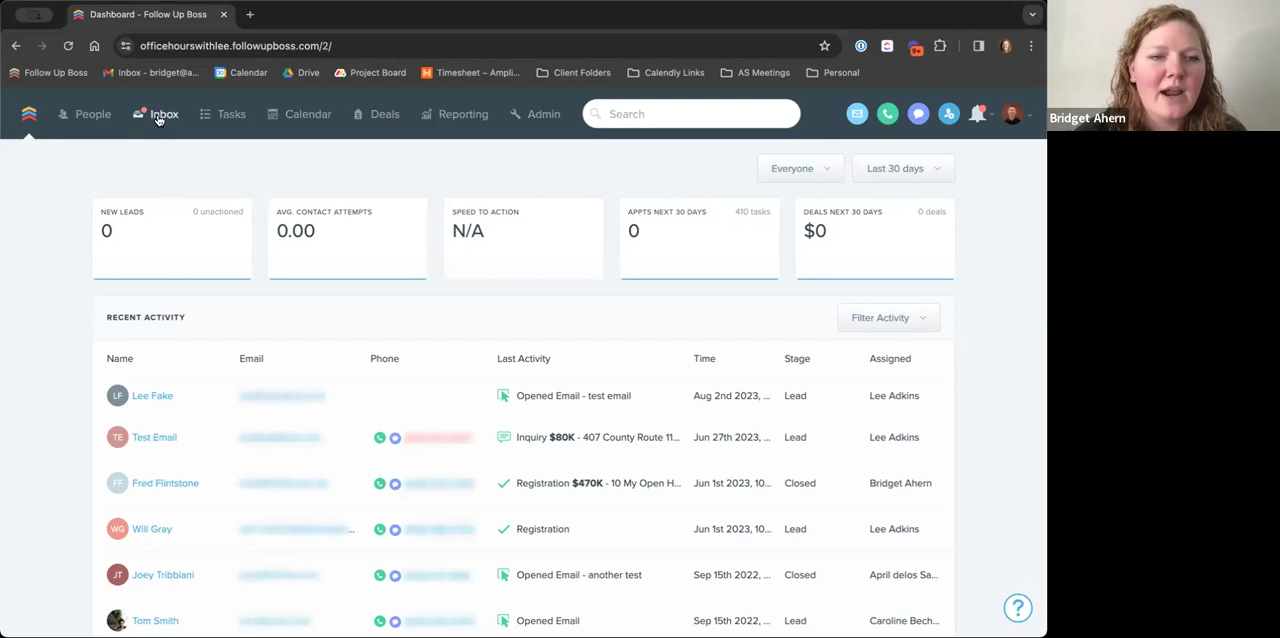 Dashboard - Follow Up Boss
officehourswithlee.followupboss.com/2/
9+
Follow Up Boss Inbox - bridget@a... Calendar Drive Project Board Timesheet – Ampli... Client Folders Calendly Links AS Meetings Personal
People Inbox Tasks Calendar Deals Reporting Admin Search
Bridget Ahern
Everyone Last 30 days
NEW LEADS 0 unactioned AVG. CONTACT ATTEMPTS SPEED TO ACTION APPTS NEXT 30 DAYS 410 tasks DEALS NEXT 30 DAYS 0 deals
0 0.00 N/A 0 $0
RECENT ACTIVITY Filter Activity
Name Email Phone Last Activity Time Stage Assigned
LF Lee Fake Opened Email - test email Aug 2nd 2023, ... Lead Lee Adkins
TE Test Email Inquiry $80K - 407 County Route 11... Jun 27th 2023, ... Lead Lee Adkins
FF Fred Flintstone Registration $470K - 10 My Open H... Jun 1st 2023, 10... Closed Bridget Ahern
WG Will Gray ... Registration Jun 1st 2023, 10... Lead Lee Adkins
JT Joey Tribbiani Opened Email - another test Sep 15th 2022, ... Closed April delos Sa...
Tom Smith Opened Email Sep 15th 2022, ... Lead Caroline Bech...
?